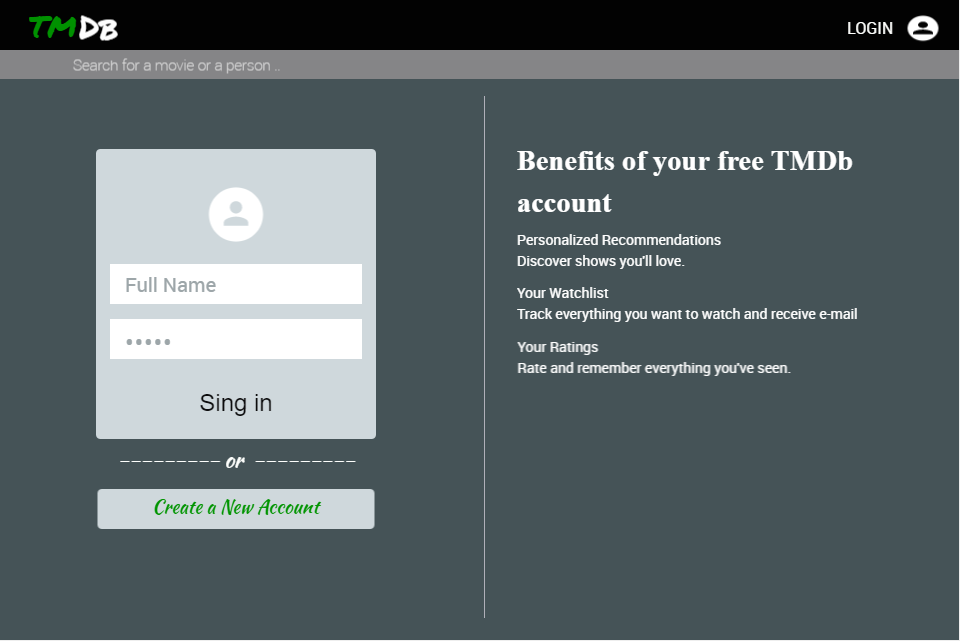 TMDB
LOGIN
Search for a movie or a person ..
Full Name
•••••
Sing in
--------- or ---------
Create a New Account
Benefits of your free TMDb
account
Personalized Recommendations
Discover shows you'll love.
Your Watchlist
Track everything you want to watch and receive e-mail
Your Ratings
Rate and remember everything you've seen.